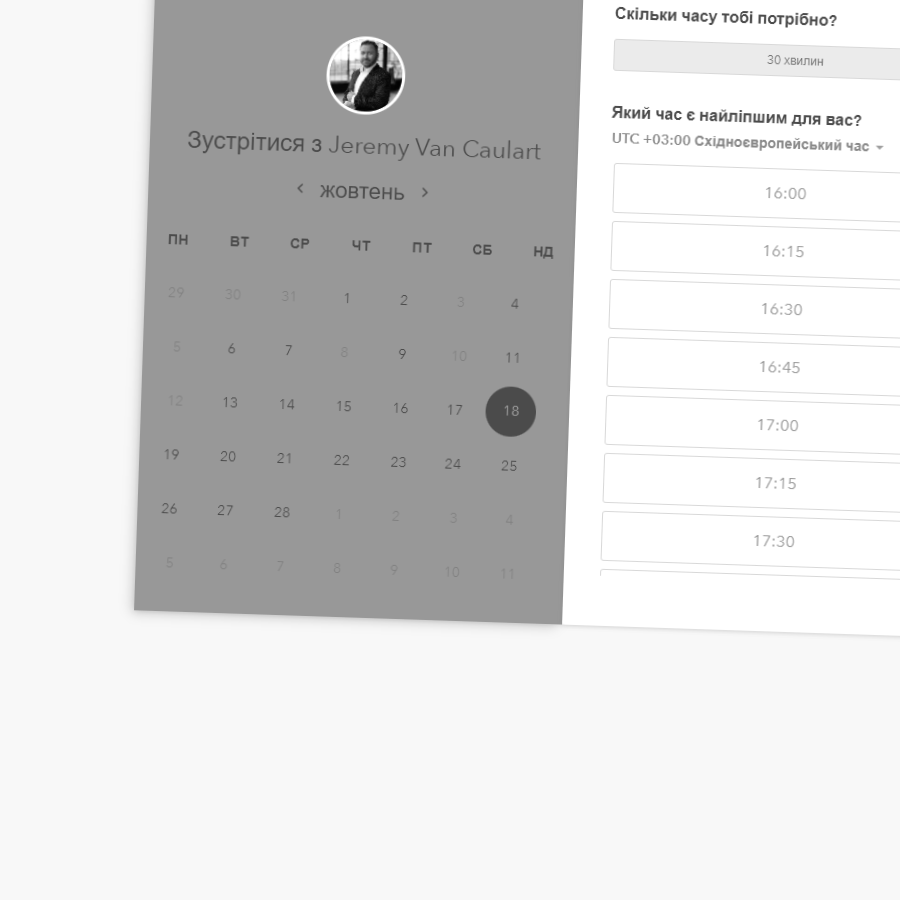 Зустрітися з Jeremy Van Caulart
‹ жовтень ›
ПН ВТ СР ЧТ ПТ СБ НД
29 30 31 1 2 3 4
5 6 7 8 9 10 11
12 13 14 15 16 17 18
19 20 21 22 23 24 25
26 27 28 1 2 3 4
5 6 7 8 9 10 11
Скільки часу тобі потрібно?
30 хвилин
Який час є найліпшим для вас?
UTC +03:00 Східноєвропейський час
16:00
16:15
16:30
16:45
17:00
17:15
17:30